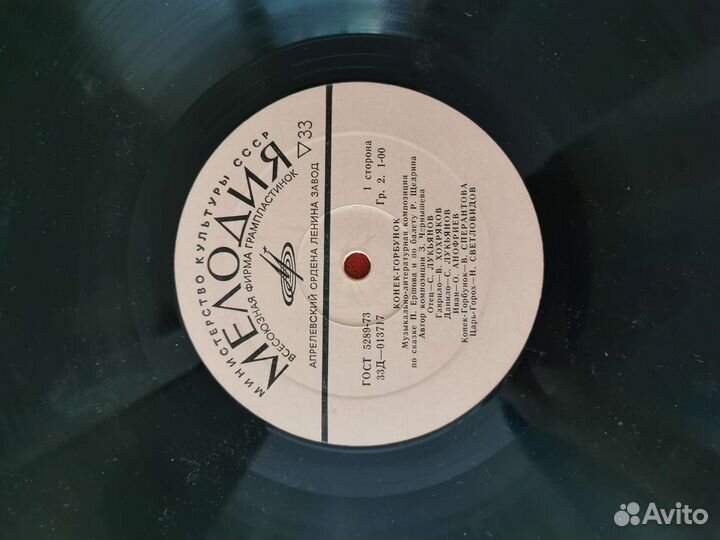 МИНИСТЕРСТВО КУЛЬТУРЫ СССР
МЕЛОДИЯ
ВСЕСОЮЗНАЯ ФИРМА ГРАМПЛАСТИНОК
33
АПРЕЛЕВСКИЙ ОРДЕНА ЛЕНИНА ЗАВОД
ГОСТ 5289-73 1 сторона
33Д—013717 Гр. 2. 1-00
КОНЕК-ГОРБУНОК
Музыкально-литературная композиция
по сказке П. Ершова и по балету Р. Щедрина
Автор композиции З. Чернышева
Отец—С. ЛУКЬЯНОВ
Гаврило—В. ХОХРЯКОВ
Данило—С. ЛУКЬЯНОВ
Иван—О. АНОФРИЕВ
Конек-Горбунок—В. СПЕРАНТОВА
Царь-Горох—Н. СВЕТЛОВИДОВ
Avito